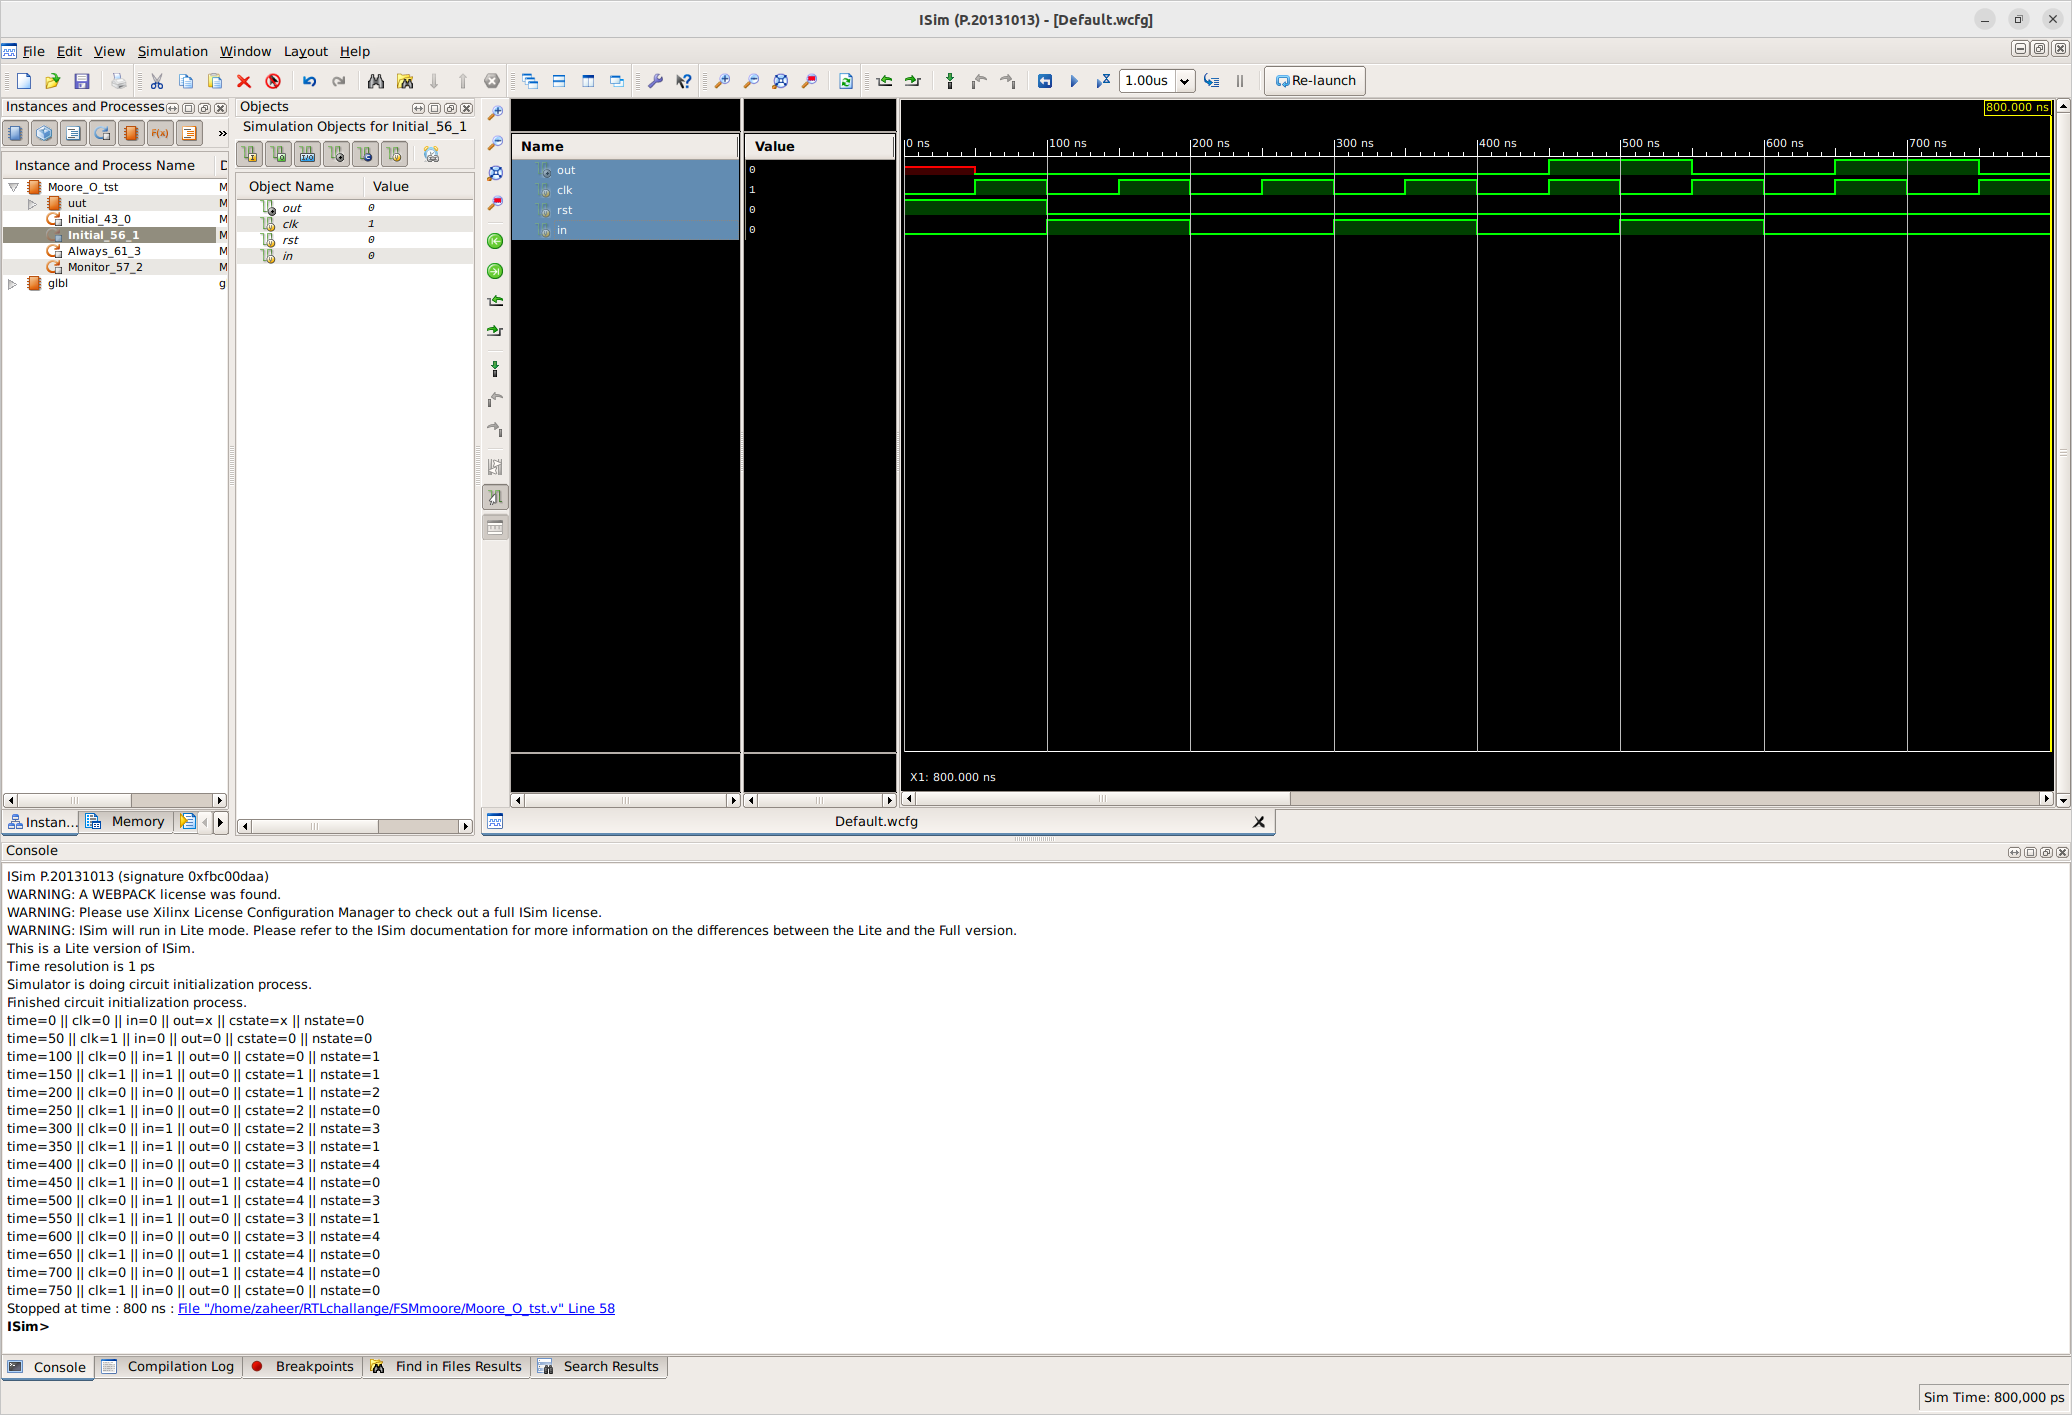 ISim (P.20131013) - [Default.wcfg]
File Edit View Simulation Window Layout Help
1.00us Re-launch
Instances and Processes
Instance and Process Name D
Moore_O_tst M
uut M
Initial_43_0 M
Initial_56_1 M
Always_61_3 M
Monitor_57_2 M
glbl g
Instan... Memory
Objects
Simulation Objects for Initial_56_1
Object Name Value
out 0
clk 1
rst 0
in 0
Name Value
out 0
clk 1
rst 0
in 0
800.000 ns
0 ns 100 ns 200 ns 300 ns 400 ns 500 ns 600 ns 700 ns
X1: 800.000 ns
Default.wcfg
Console
ISim P.20131013 (signature 0xfbc00daa)
WARNING: A WEBPACK license was found.
WARNING: Please use Xilinx License Configuration Manager to check out a full ISim license.
WARNING: ISim will run in Lite mode. Please refer to the ISim documentation for more information on the differences between the Lite and the Full version.
This is a Lite version of ISim.
Time resolution is 1 ps
Simulator is doing circuit initialization process.
Finished circuit initialization process.
time=0 || clk=0 || in=0 || out=x || cstate=x || nstate=0
time=50 || clk=1 || in=0 || out=0 || cstate=0 || nstate=0
time=100 || clk=0 || in=1 || out=0 || cstate=0 || nstate=1
time=150 || clk=1 || in=1 || out=0 || cstate=1 || nstate=1
time=200 || clk=0 || in=0 || out=0 || cstate=1 || nstate=2
time=250 || clk=1 || in=0 || out=0 || cstate=2 || nstate=0
time=300 || clk=0 || in=1 || out=0 || cstate=2 || nstate=3
time=350 || clk=1 || in=1 || out=0 || cstate=3 || nstate=1
time=400 || clk=0 || in=0 || out=0 || cstate=3 || nstate=4
time=450 || clk=1 || in=0 || out=1 || cstate=4 || nstate=0
time=500 || clk=0 || in=1 || out=1 || cstate=4 || nstate=3
time=550 || clk=1 || in=1 || out=0 || cstate=3 || nstate=1
time=600 || clk=0 || in=0 || out=0 || cstate=3 || nstate=4
time=650 || clk=1 || in=0 || out=1 || cstate=4 || nstate=0
time=700 || clk=0 || in=0 || out=1 || cstate=4 || nstate=0
time=750 || clk=1 || in=0 || out=0 || cstate=0 || nstate=0
Stopped at time : 800 ns : File "/home/zaheer/RTLchallange/FSMmoore/Moore_O_tst.v" Line 58
ISim>
Console Compilation Log Breakpoints Find in Files Results Search Results
Sim Time: 800,000 ps